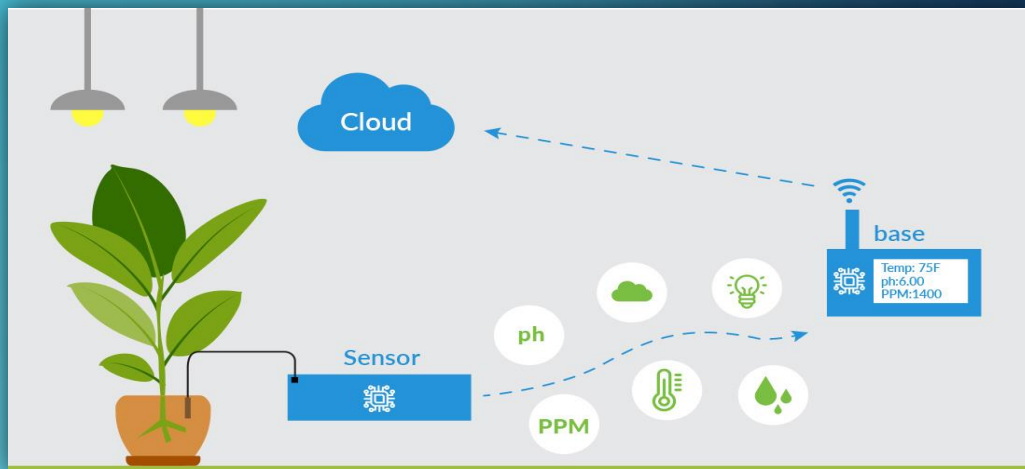 Cloud
base
Temp: 75F
ph:6.00
PPM:1400
ph
Sensor
PPM